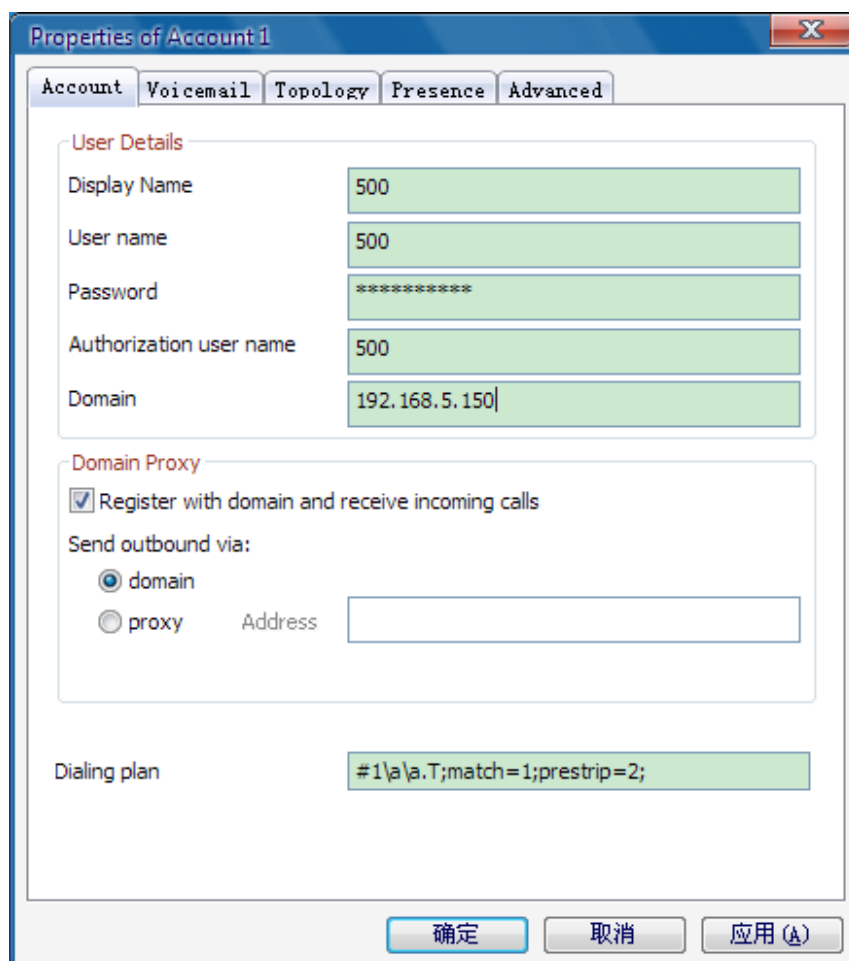 Properties of Account 1
Account Voicemail Topology Presence Advanced
User Details
Display Name 500
User name 500
Password **********
Authorization user name 500
Domain 192.168.5.150
Domain Proxy
Register with domain and receive incoming calls
Send outbound via:
domain
proxy Address
Dialing plan #1\a\a.T;match=1;prestrip=2;
确定 取消 应用(A)